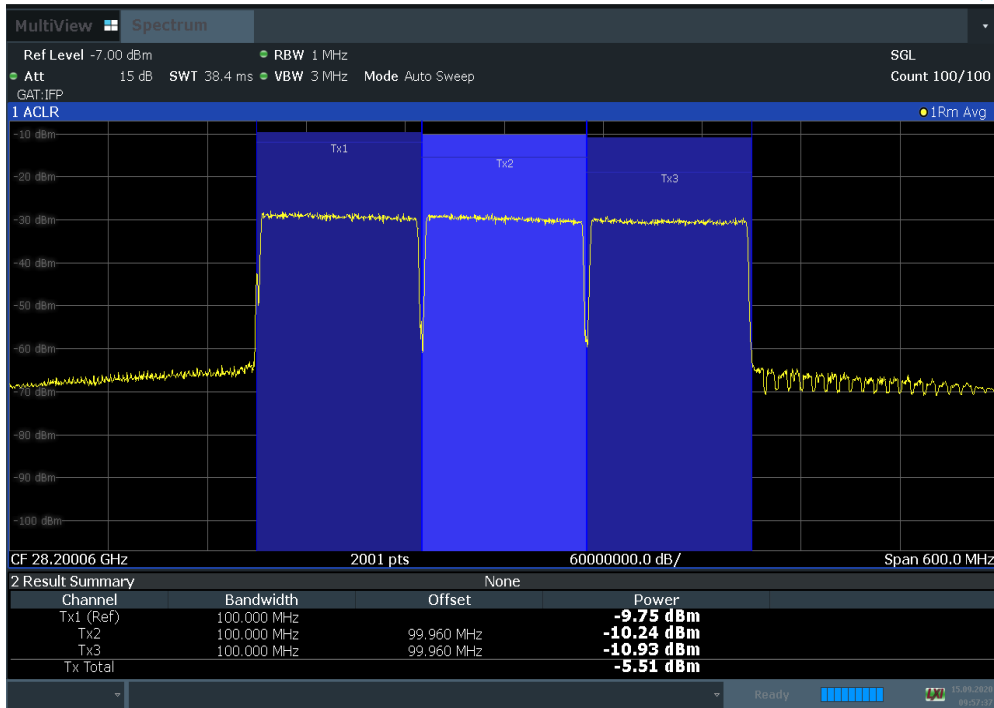 MultiView Spectrum
Ref Level -7.00 dBm RBW 1 MHz SGL
Att 15 dB SWT 38.4 ms VBW 3 MHz Mode Auto Sweep Count 100/100
GAT:IFP
1 ACLR 1Rm Avg
-10 dBm
Tx1
Tx2
-20 dBm
Tx3
-30 dBm
-40 dBm
-50 dBm
-60 dBm
-70 dBm
-80 dBm
-90 dBm
-100 dBm
CF 28.20006 GHz 2001 pts 60000000.0 dB/ Span 600.0 MHz
2 Result Summary None
Channel Bandwidth Offset Power
Tx1 (Ref) 100.000 MHz -9.75 dBm
Tx2 100.000 MHz 99.960 MHz -10.24 dBm
Tx3 100.000 MHz 99.960 MHz -10.93 dBm
Tx Total -5.51 dBm
Ready LXI 15.09.2020
09:57:37